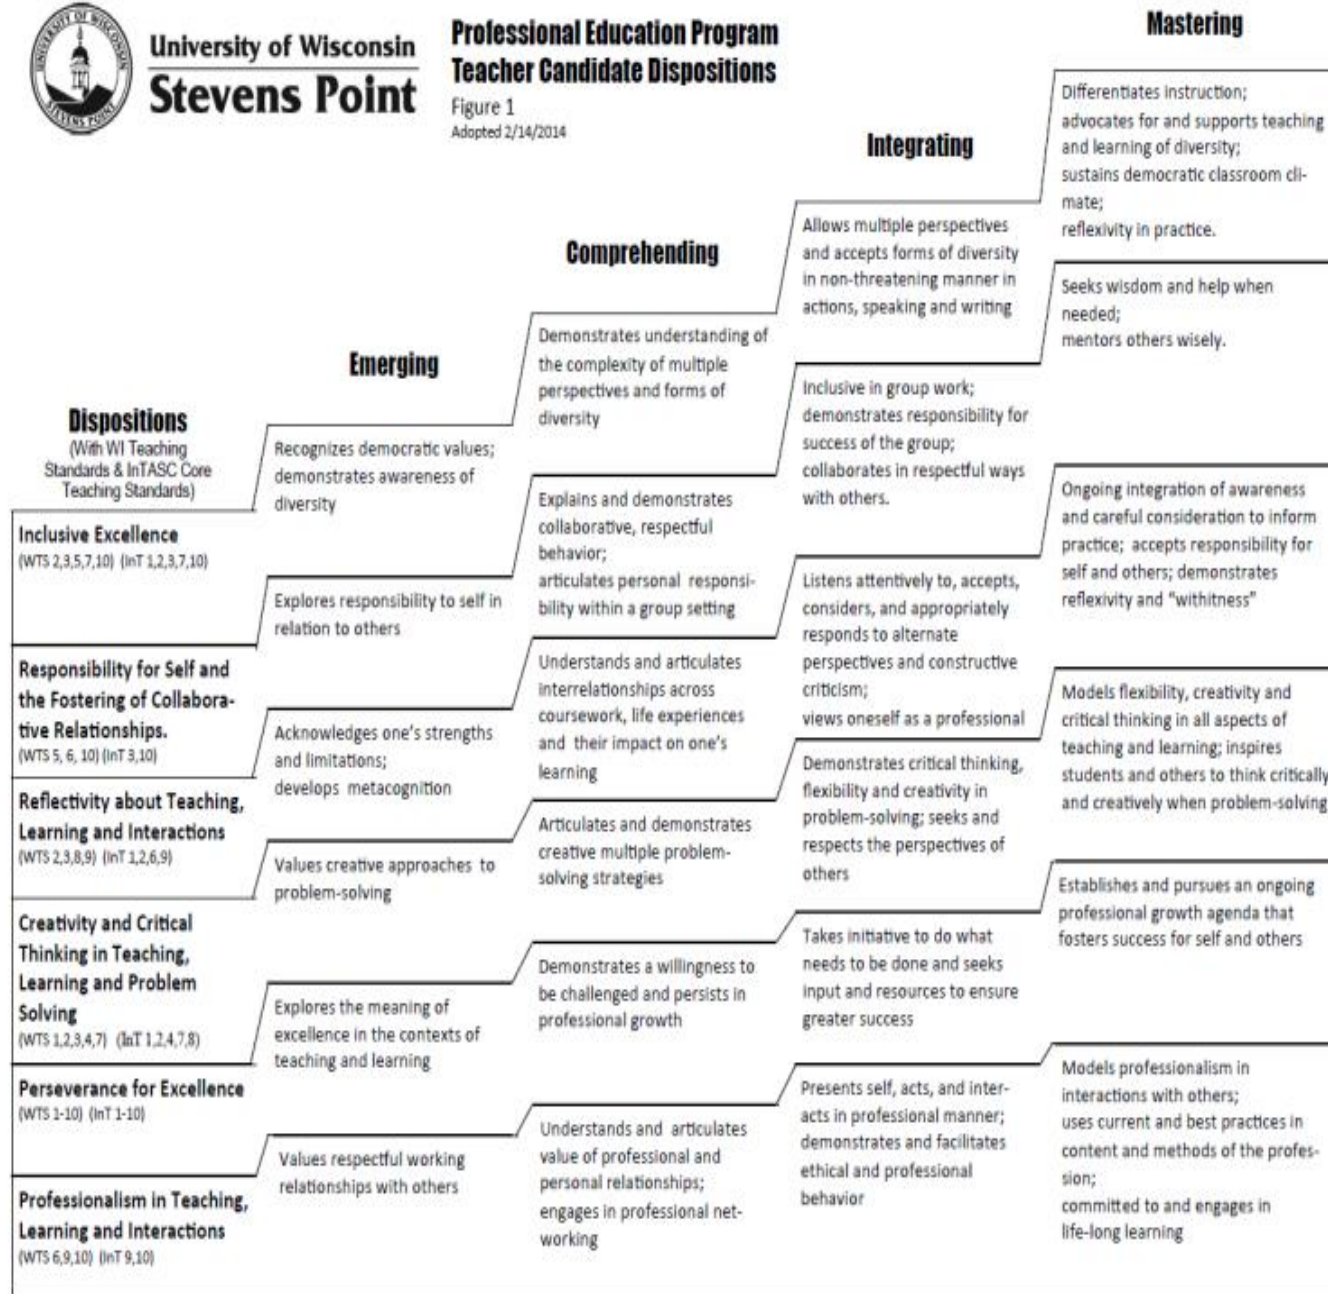 UNIVERSITY OF WISCONSIN
STEVENS POINT
University of Wisconsin
Stevens Point
Professional Education Program
Teacher Candidate Dispositions
Figure 1
Adopted 2/14/2014
Dispositions
(With WI Teaching
Standards & InTASC Core
Teaching Standards)
Inclusive Excellence
(WTS 2,3,5,7,10) (InT 1,2,3,7,10)
Responsibility for Self and
the Fostering of Collabora-
tive Relationships.
(WTS 5, 6, 10) (InT 3,10)
Reflectivity about Teaching,
Learning and Interactions
(WTS 2,3,8,9) (InT 1,2,6,9)
Creativity and Critical
Thinking in Teaching,
Learning and Problem
Solving
(WTS 1,2,3,4,7) (InT 1,2,4,7,8)
Perseverance for Excellence
(WTS 1-10) (InT 1-10)
Professionalism in Teaching,
Learning and Interactions
(WTS 6,9,10) (InT 9,10)
Emerging
Recognizes democratic values;
demonstrates awareness of
diversity
Explores responsibility to self in
relation to others
Acknowledges one’s strengths
and limitations;
develops metacognition
Values creative approaches to
problem-solving
Explores the meaning of
excellence in the contexts of
teaching and learning
Values respectful working
relationships with others
Comprehending
Demonstrates understanding of
the complexity of multiple
perspectives and forms of
diversity
Explains and demonstrates
collaborative, respectful
behavior;
articulates personal responsi-
bility within a group setting
Understands and articulates
interrelationships across
coursework, life experiences
and their impact on one’s
learning
Articulates and demonstrates
creative multiple problem-
solving strategies
Demonstrates a willingness to
be challenged and persists in
professional growth
Understands and articulates
value of professional and
personal relationships;
engages in professional net-
working
Integrating
Allows multiple perspectives
and accepts forms of diversity
in non-threatening manner in
actions, speaking and writing
Inclusive in group work;
demonstrates responsibility for
success of the group;
collaborates in respectful ways
with others.
Listens attentively to, accepts,
considers, and appropriately
responds to alternate
perspectives and constructive
criticism;
views oneself as a professional
Demonstrates critical thinking,
flexibility and creativity in
problem-solving; seeks and
respects the perspectives of
others
Takes initiative to do what
needs to be done and seeks
input and resources to ensure
greater success
Presents self, acts, and inter-
acts in professional manner;
demonstrates and facilitates
ethical and professional
behavior
Mastering
Differentiates instruction;
advocates for and supports teaching
and learning of diversity;
sustains democratic classroom cli-
mate;
reflexivity in practice.
Seeks wisdom and help when
needed;
mentors others wisely.
Ongoing integration of awareness
and careful consideration to inform
practice; accepts responsibility for
self and others; demonstrates
reflexivity and “withitness”
Models flexibility, creativity and
critical thinking in all aspects of
teaching and learning; inspires
students and others to think critically
and creatively when problem-solving
Establishes and pursues an ongoing
professional growth agenda that
fosters success for self and others
Models professionalism in
interactions with others;
uses current and best practices in
content and methods of the profes-
sion;
committed to and engages in
life-long learning